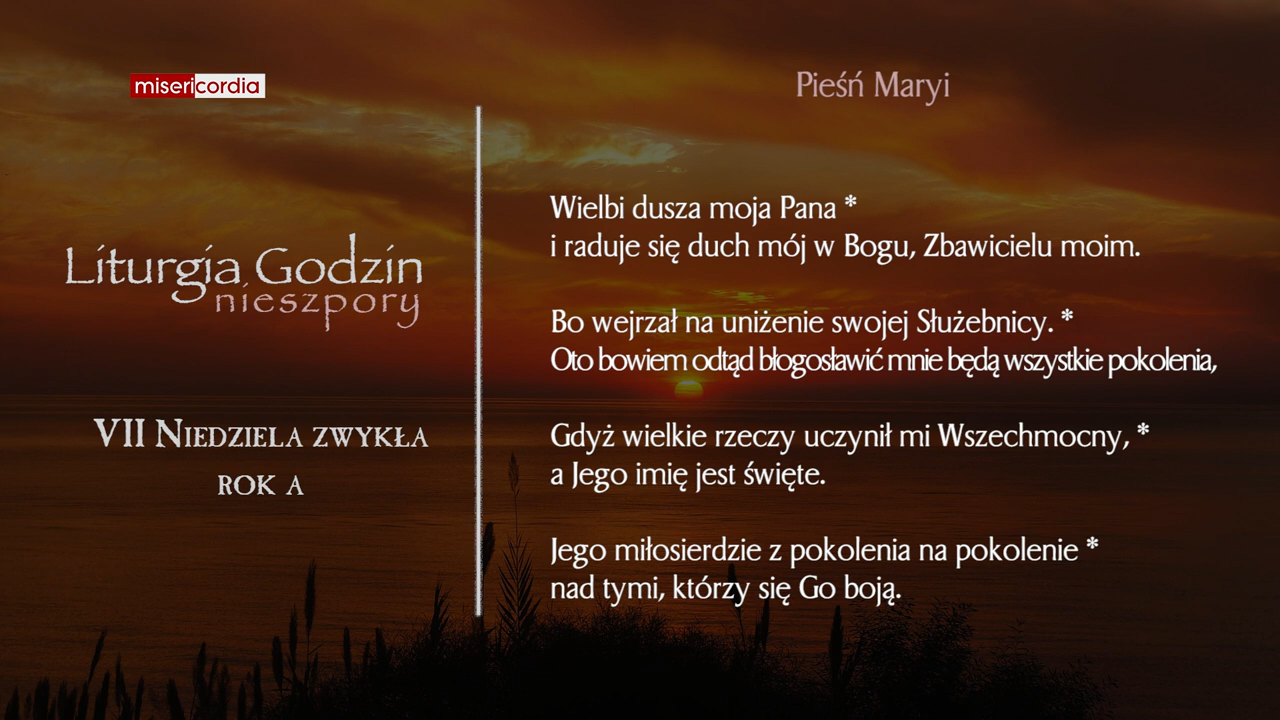 misericordia
Liturgia Godzin
nieszpory
VII Niedziela zwykła
rok A
Pieśń Maryi
Wielbi dusza moja Pana *
i raduje się duch mój w Bogu, Zbawicielu moim.
Bo wejrzał na uniżenie swojej Służebnicy. *
Oto bowiem odtąd błogosławić mnie będą wszystkie pokolenia,
Gdyż wielkie rzeczy uczynił mi Wszechmocny, *
a Jego imię jest święte.
Jego miłosierdzie z pokolenia na pokolenie *
nad tymi, którzy się Go boją.